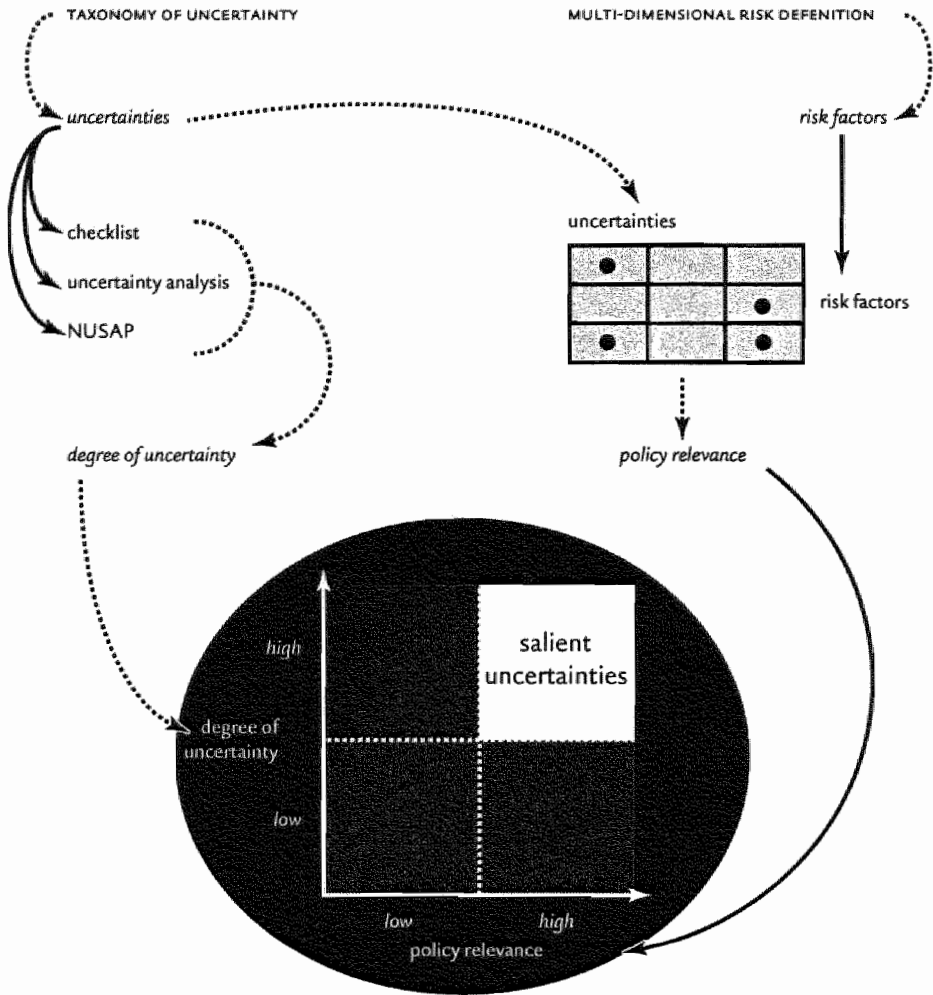 TAXONOMY OF UNCERTAINTY
MULTI-DIMENSIONAL RISK DEFENITION
uncertainties
risk factors
uncertainties
checklist
uncertainty analysis
NUSAP
risk factors
degree of uncertainty
policy relevance
high
salient
uncertainties
degree of
uncertainty
low
low
high
policy relevance